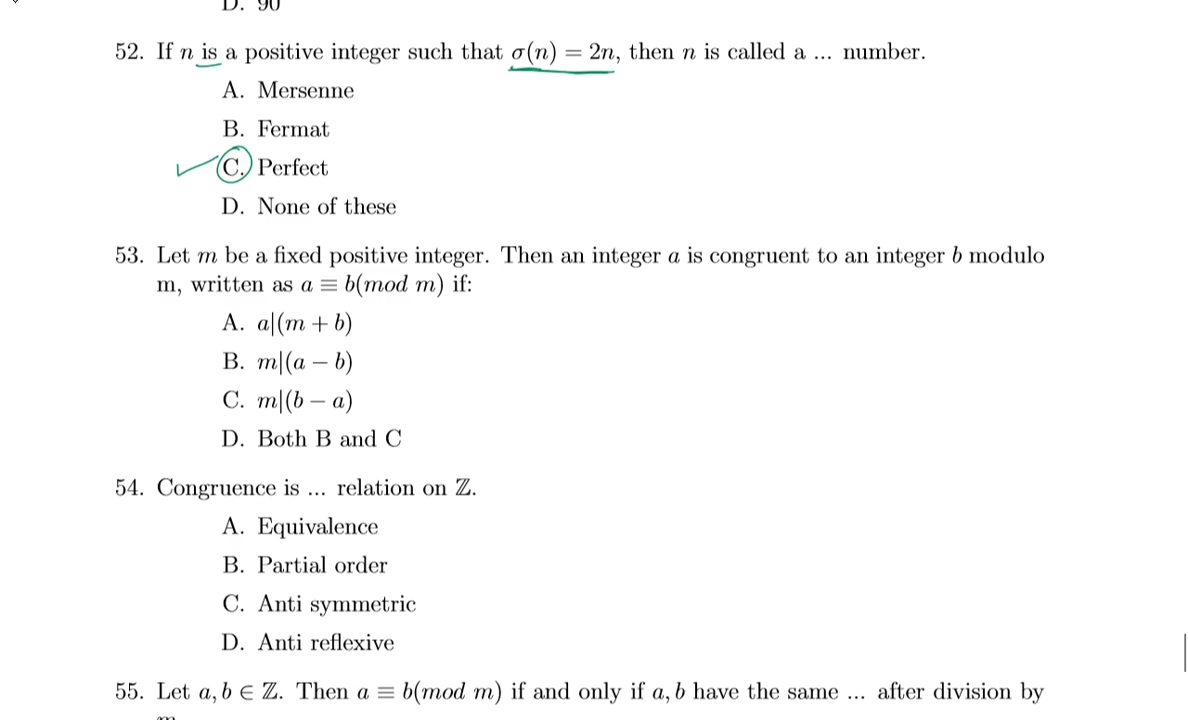 D. 90
52. If n is a positive integer such that σ(n) = 2n, then n is called a ... number.
A. Mersenne
B. Fermat
C. Perfect
D. None of these
53. Let m be a fixed positive integer. Then an integer a is congruent to an integer b modulo
m, written as a ≡ b(mod m) if:
A. a|(m + b)
B. m|(a − b)
C. m|(b − a)
D. Both B and C
54. Congruence is ... relation on ℤ.
A. Equivalence
B. Partial order
C. Anti symmetric
D. Anti reflexive
55. Let a, b ∈ ℤ. Then a ≡ b(mod m) if and only if a, b have the same ... after division by